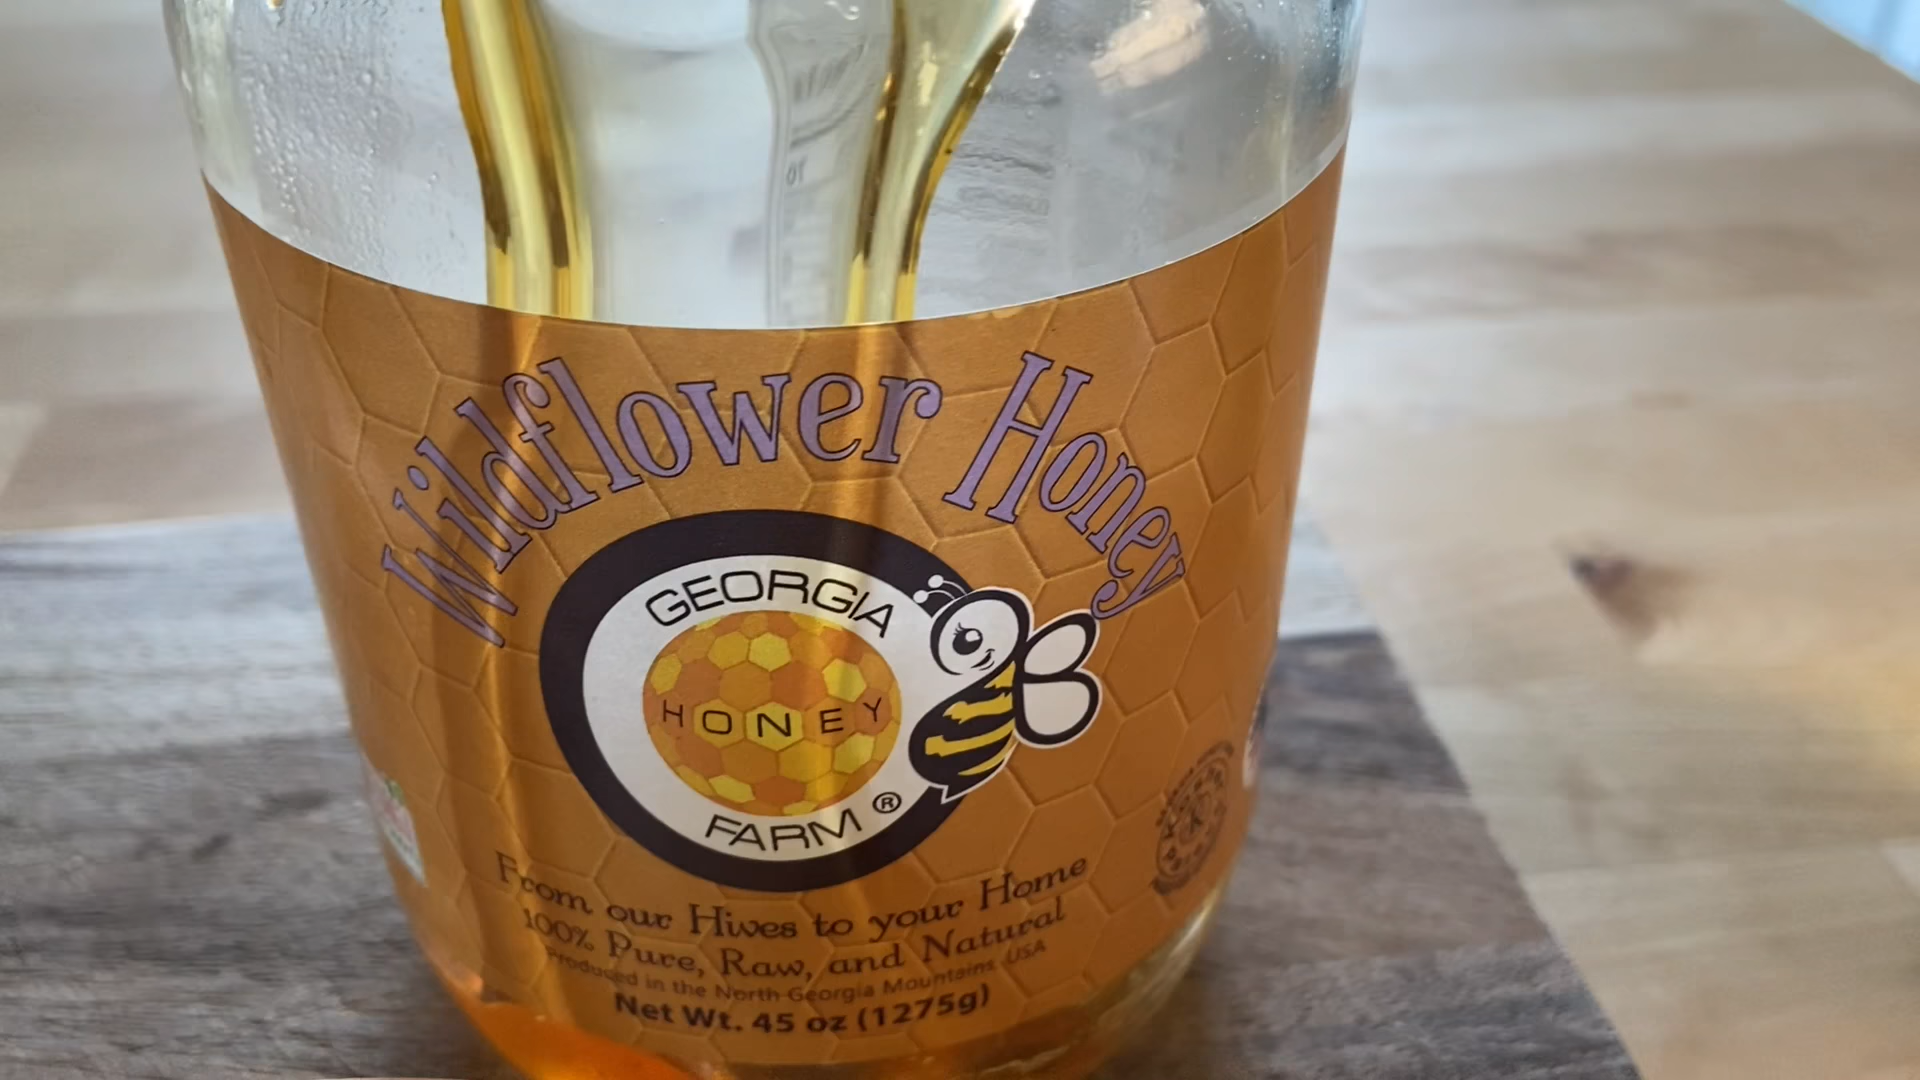 Wildflower Honey
GEORGIA
HONEY
FARM ®
From our Hives to your Home
100% Pure, Raw, and Natural
Produced in the North Georgia Mountains, USA
Net Wt. 45 oz (1275g)